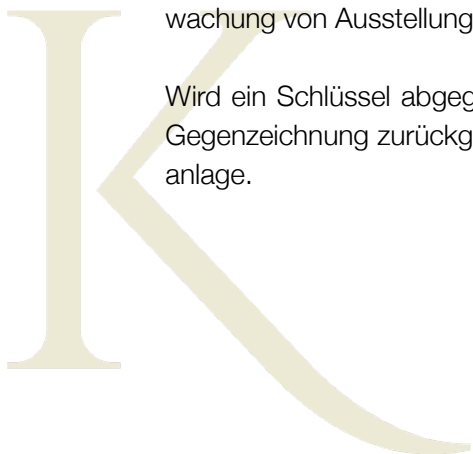 wachung von Ausstellung
Wird ein Schlüssel abgeg
Gegenzeichnung zurückg
anlage.